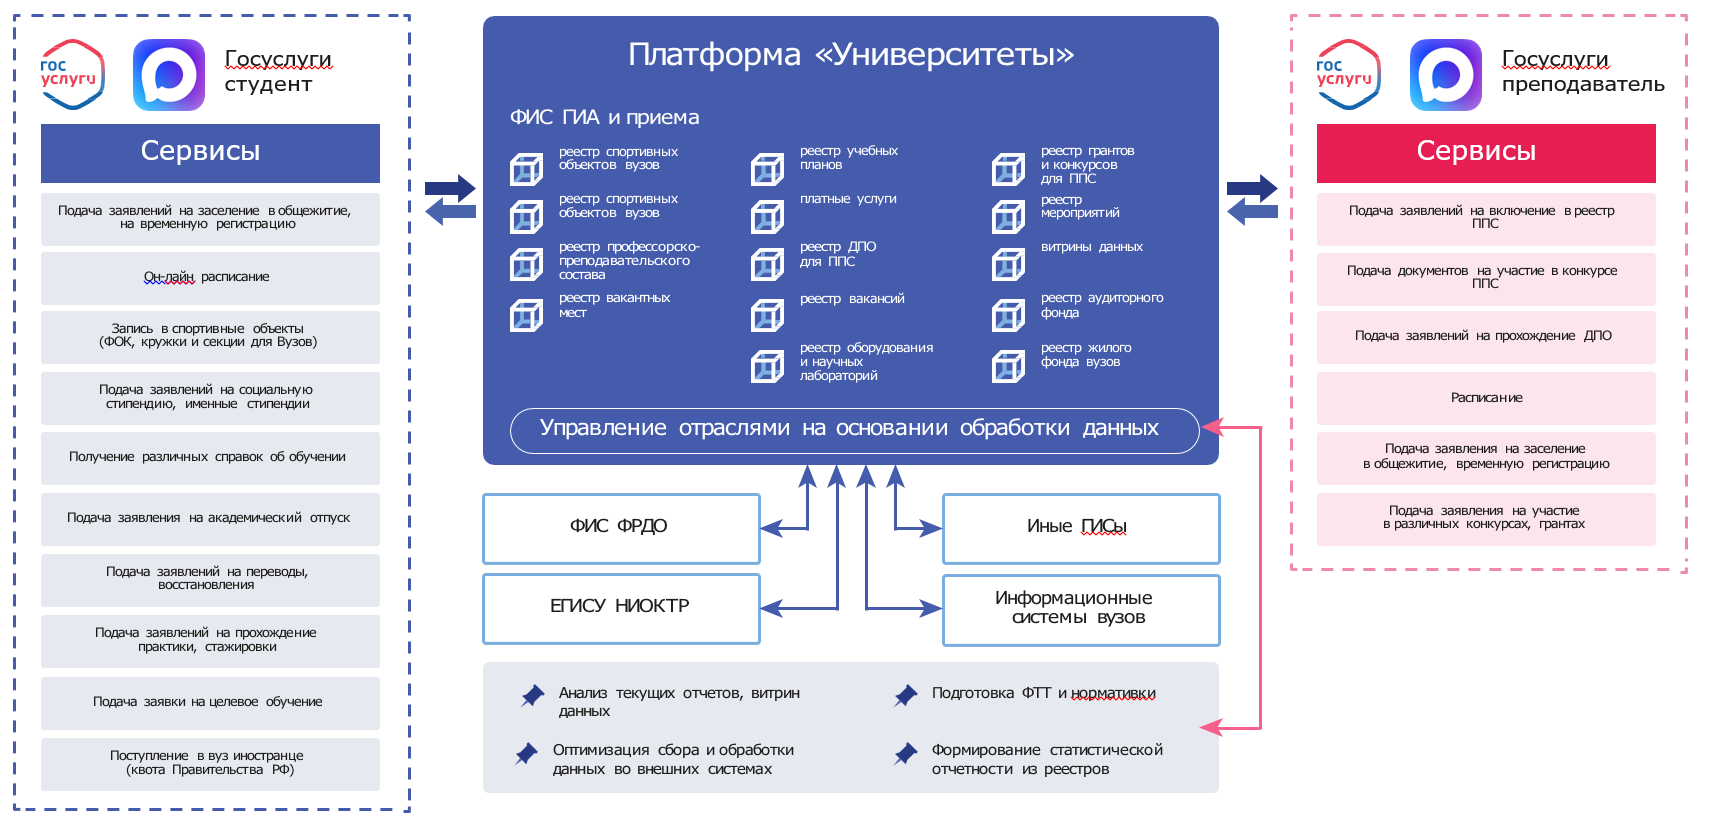 гос
услуги
Госуслуги
студент
Сервисы
Подача заявлений на заселение в общежитие,
на временную регистрацию
Он-лайн расписание
Запись в спортивные объекты
(ФОК, кружки и секции для Вузов)
Подача заявлений на социальную
стипендию, именные стипендии
Получение различных справок об обучении
Подача заявления на академический отпуск
Подача заявлений на переводы,
восстановления
Подача заявлений на прохождение
практики, стажировки
Подача заявки на целевое обучение
Поступление в вуз иностранце
(квота Правительства РФ)
Платформа «Университеты»
ФИС ГИА и приема
реестр спортивных
объектов вузов
реестр спортивных
объектов вузов
реестр профессорско-
преподавательского
состава
реестр вакантных
мест
реестр учебных
планов
платные услуги
реестр ДПО
для ППС
реестр вакансий
реестр оборудования
и научных
лабораторий
реестр грантов
и конкурсов
для ППС
реестр
мероприятий
витрины данных
реестр аудиторного
фонда
реестр жилого
фонда вузов
Управление отраслями на основании обработки данных
ФИС ФРДО
Иные ГИСы
ЕГИСУ НИОКТР
Информационные
системы вузов
Анализ текущих отчетов, витрин
данных
Подготовка ФТТ и нормативки
Оптимизация сбора и обработки
данных во внешних системах
Формирование статистической
отчетности из реестров
гос
услуги
Госуслуги
преподаватель
Сервисы
Подача заявлений на включение в реестр
ППС
Подача документов на участие в конкурсе
ППС
Подача заявлений на прохождение ДПО
Расписание
Подача заявления на заселение
в общежитие, временную регистрацию
Подача заявления на участие
в различных конкурсах, грантах